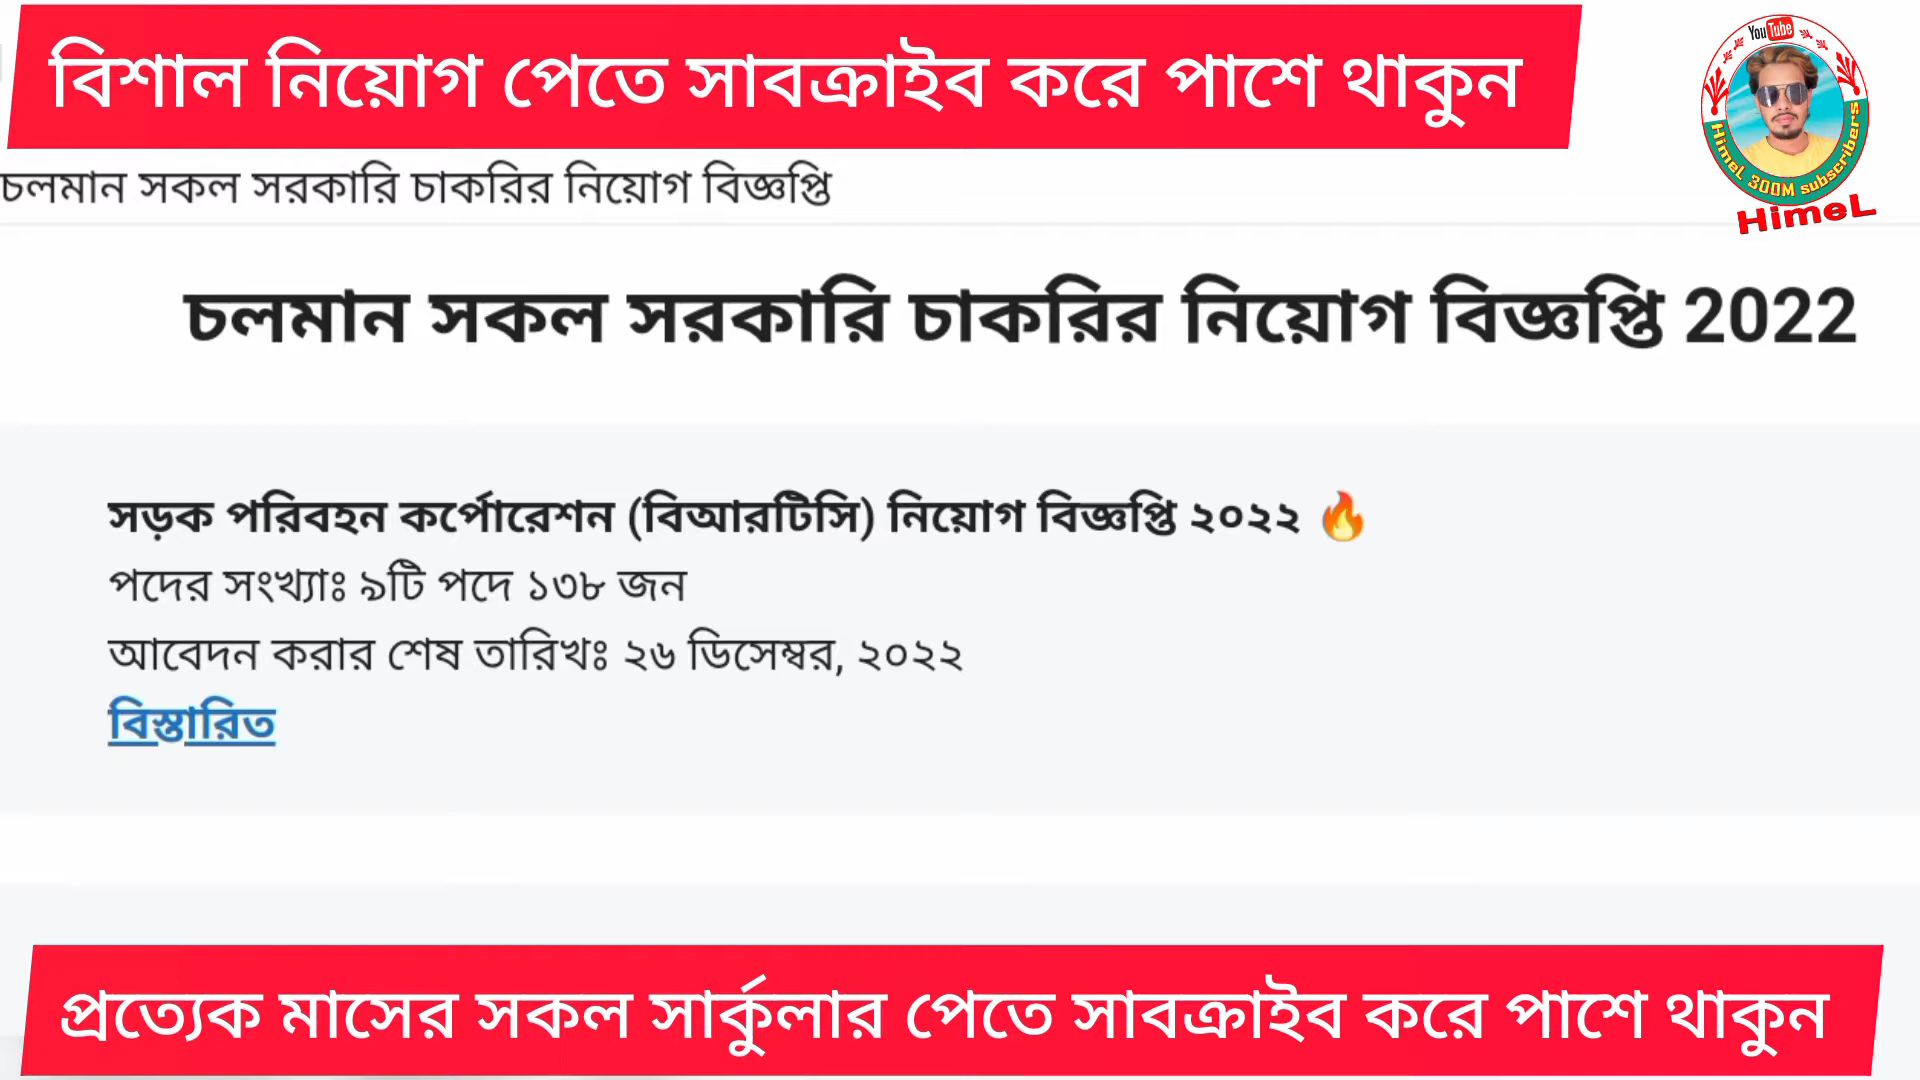 বিশাল নিয়োগ পেতে সাবক্রাইব করে পাশে থাকুন
YouTube
HimeL 300M subscribers
HimeL
চলমান সকল সরকারি চাকরির নিয়োগ বিজ্ঞপ্তি
চলমান সকল সরকারি চাকরির নিয়োগ বিজ্ঞপ্তি 2022
সড়ক পরিবহন কর্পোরেশন (বিআরটিসি) নিয়োগ বিজ্ঞপ্তি ২০২২ 🔥
পদের সংখ্যাঃ ৯টি পদে ১৩৮ জন
আবেদন করার শেষ তারিখঃ ২৬ ডিসেম্বর, ২০২২
বিস্তারিত
প্রত্যেক মাসের সকল সার্কুলার পেতে সাবক্রাইব করে পাশে থাকুন